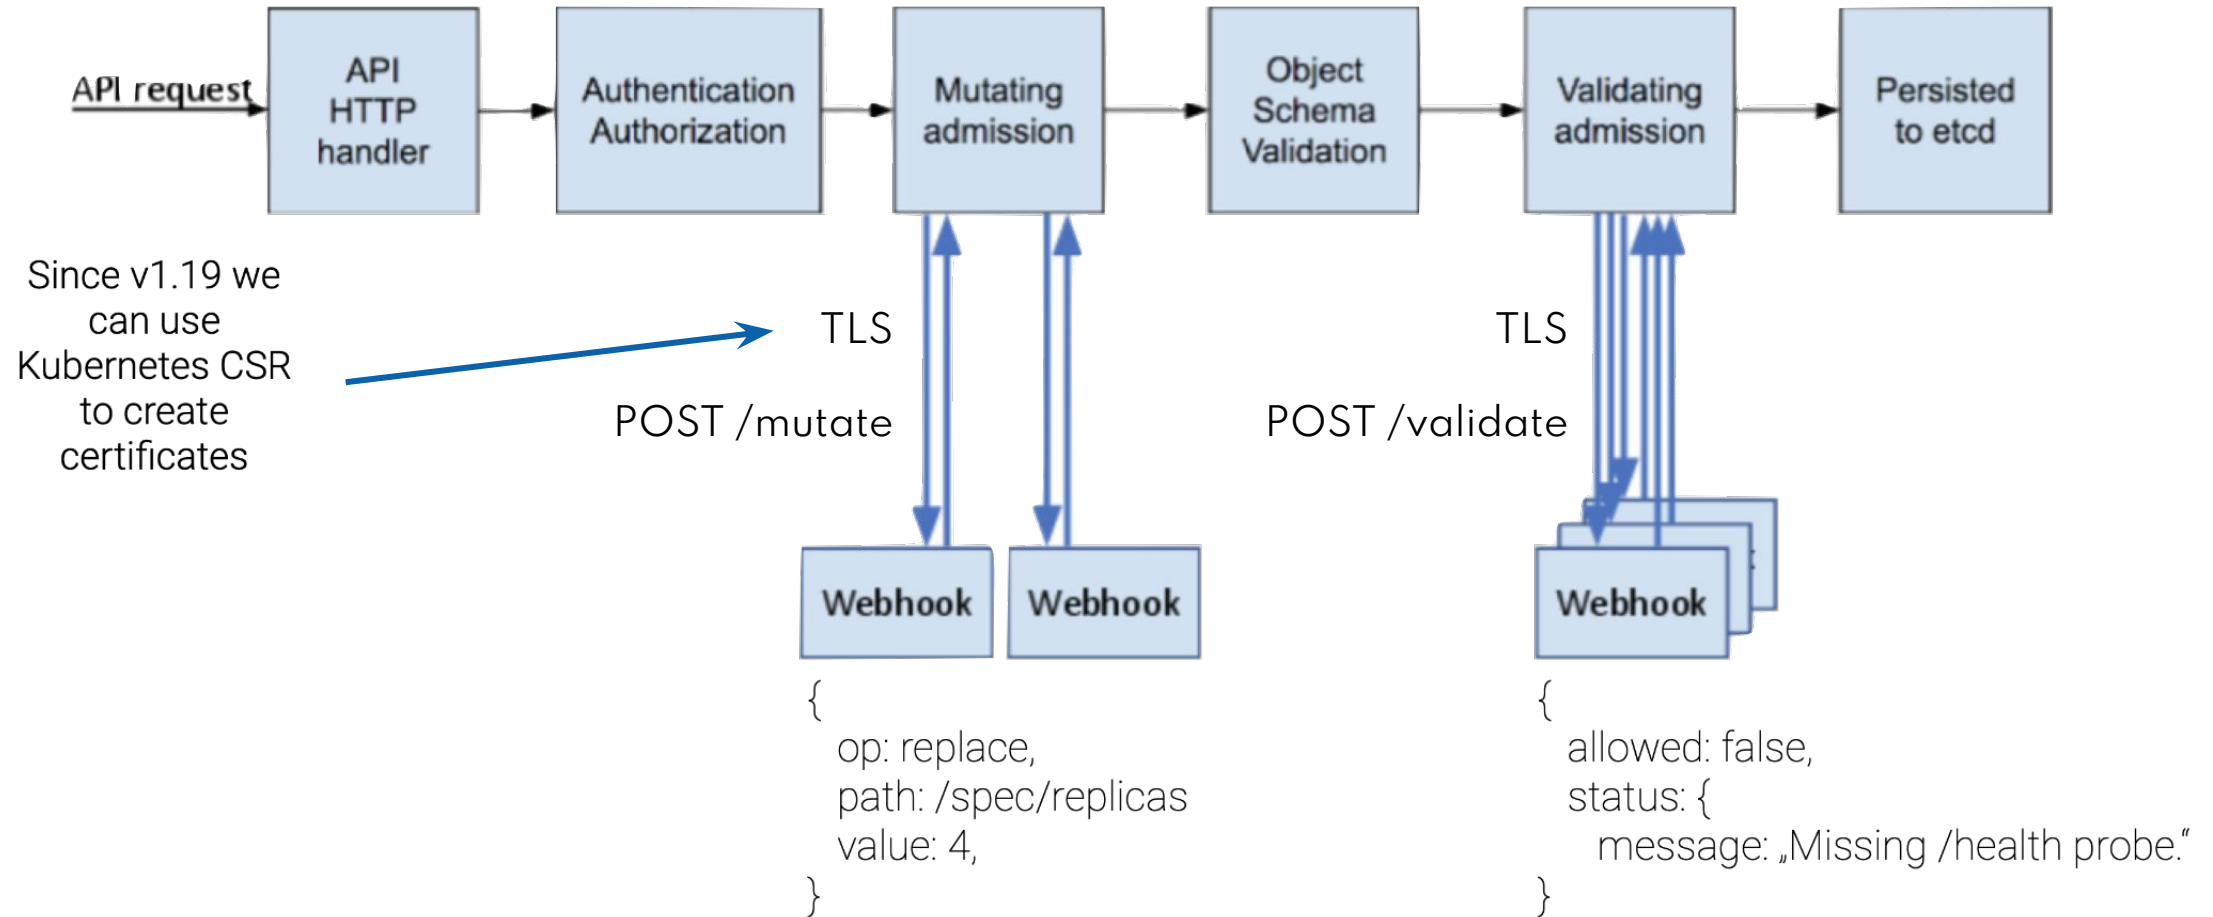 API request
API
HTTP
handler
Authentication
Authorization
Mutating
admission
Object
Schema
Validation
Validating
admission
Persisted
to etcd
Since v1.19 we
can use
Kubernetes CSR
to create
certificates
TLS
POST /mutate
TLS
POST /validate
Webhook
Webhook
Webhook
{
op: replace,
path: /spec/replicas
value: 4,
}
{
allowed: false,
status: {
message: „Missing /health probe.“
}